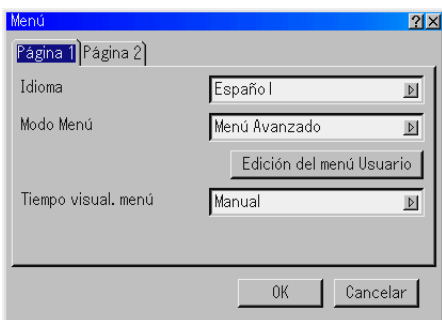 Menú
Página 1 Página 2
Idioma Español
Modo Menú Menú Avanzado
Edición del menú Usuario
Tiempo visual. menú Manual
OK Cancelar